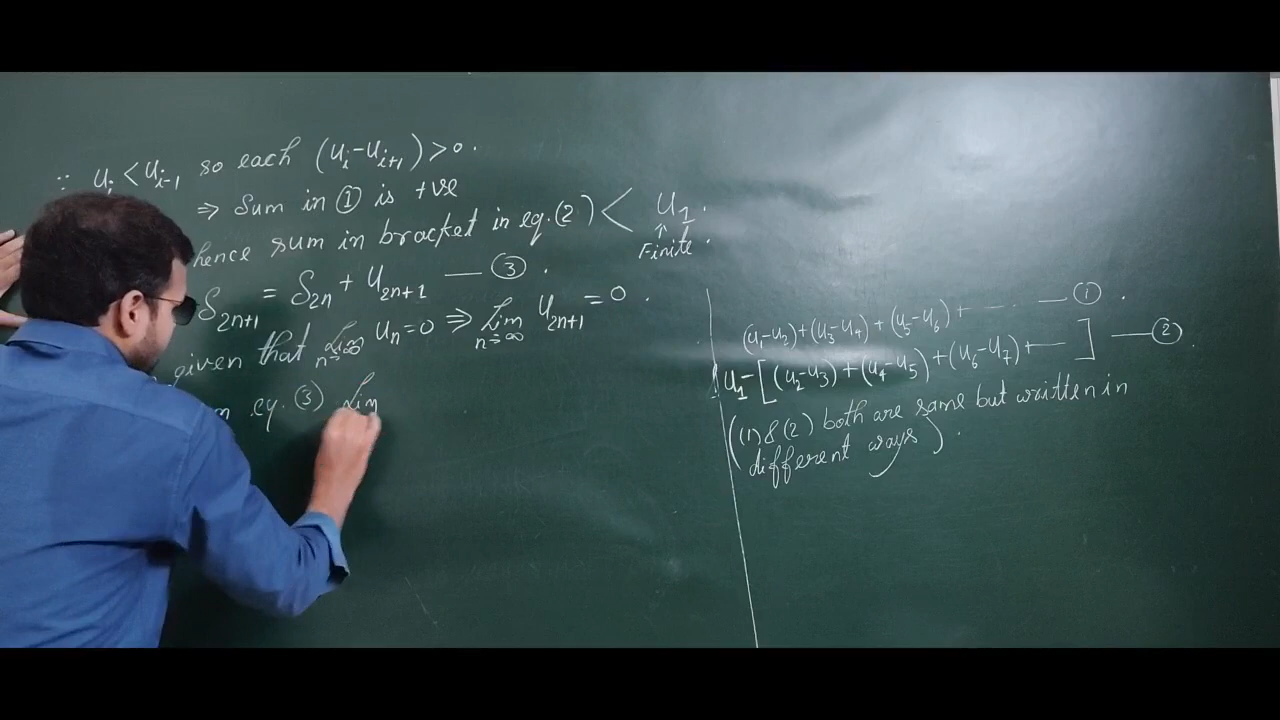 ∵ u_i < u_{i-1} so each (u_i - u_{i+1}) > 0.
⇒ Sum in ① is +ve
hence sum in bracket in eq.(2) < u_1.
↑
Finite.
S_{2n+1} = S_{2n} + u_{2n+1} — ③.
given that Lim_{n→∞} u_n = 0 ⇒ Lim_{n→∞} u_{2n+1} = 0.
eq. (3) Lim
(u_1-u_2)+(u_3-u_4)+(u_5-u_6)+ ---- — ①.
u_1-[(u_2-u_3)+(u_4-u_5)+(u_6-u_7)+---] — ②.
((1) & (2) both are same but written in
different ways).